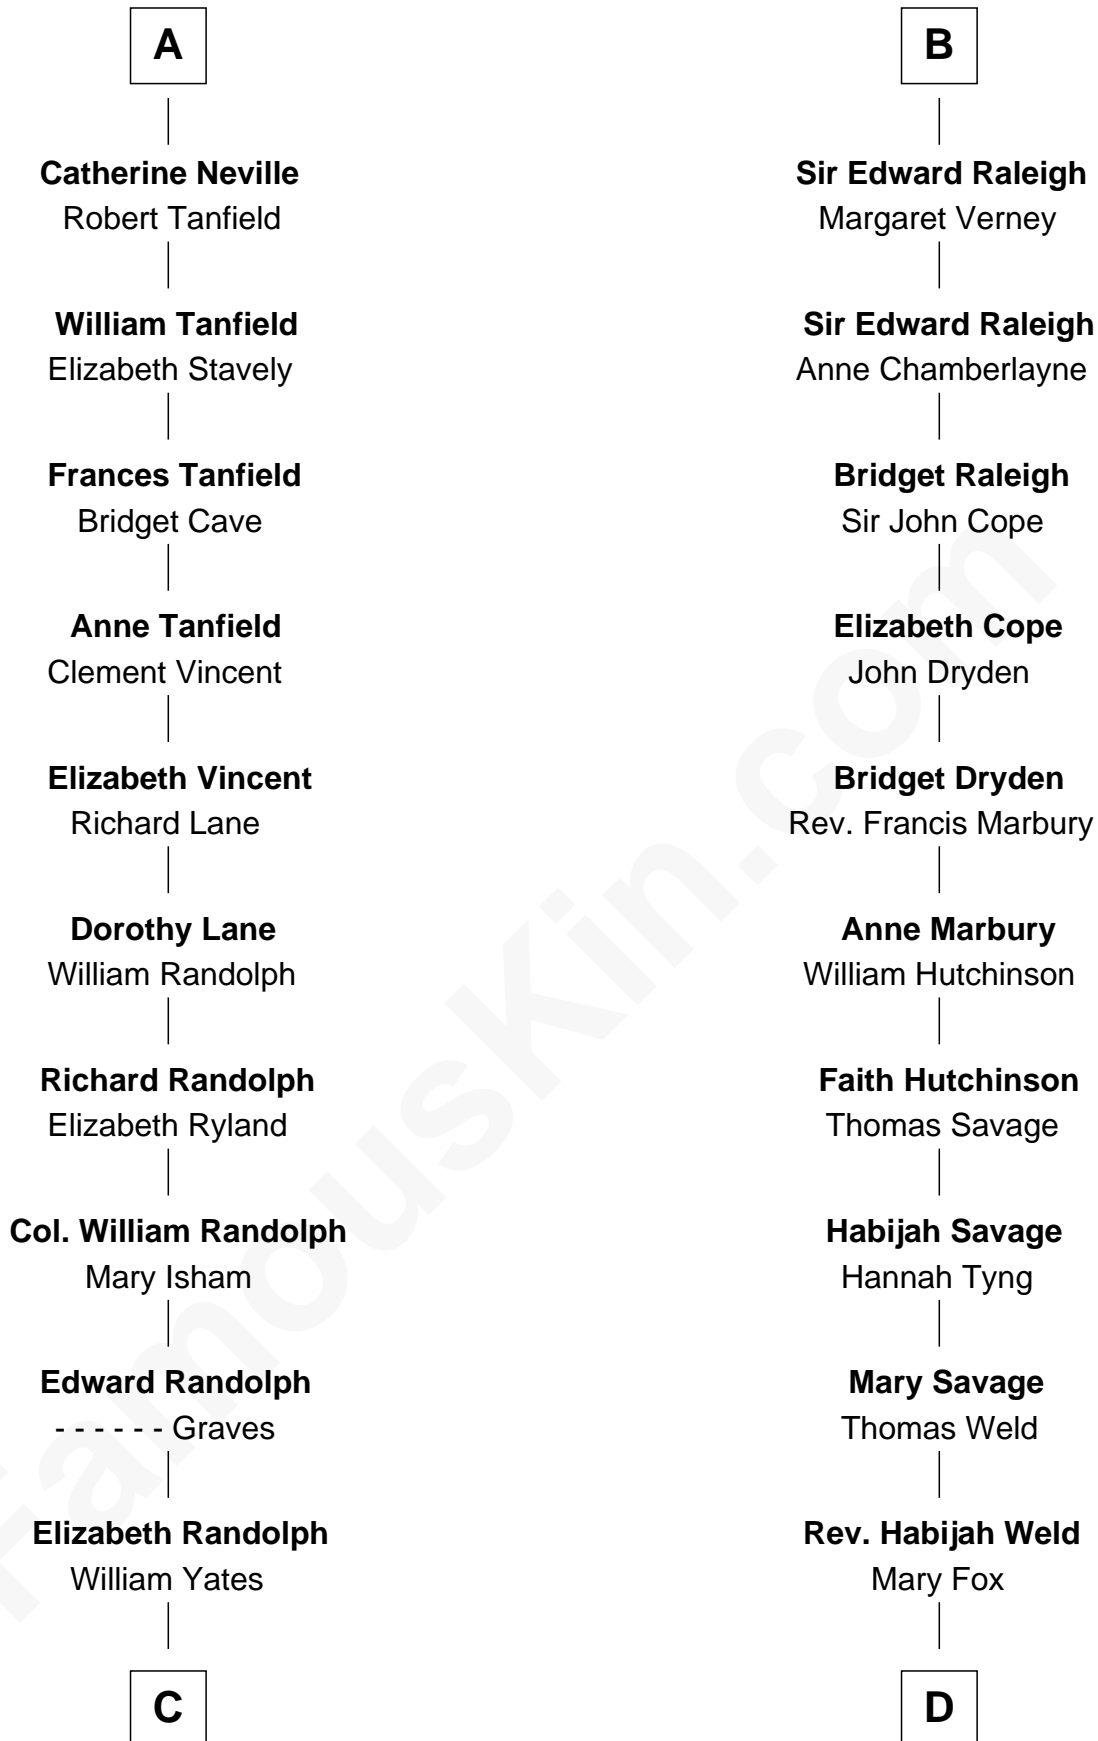 A
Catherine Neville
Robert Tanfield
William Tanfield
Elizabeth Stavely
Frances Tanfield
Bridget Cave
Anne Tanfield
Clement Vincent
Elizabeth Vincent
Richard Lane
Dorothy Lane
William Randolph
Richard Randolph
Elizabeth Ryland
Col. William Randolph
Mary Isham
Edward Randolph
- - - - - - Graves
Elizabeth Randolph
William Yates
C
B
Sir Edward Raleigh
Margaret Verney
Sir Edward Raleigh
Anne Chamberlayne
Bridget Raleigh
Sir John Cope
Elizabeth Cope
John Dryden
Bridget Dryden
Rev. Francis Marbury
Anne Marbury
William Hutchinson
Faith Hutchinson
Thomas Savage
Habijah Savage
Hannah Tyng
Mary Savage
Thomas Weld
Rev. Habijah Weld
Mary Fox
D
FamousKin.com